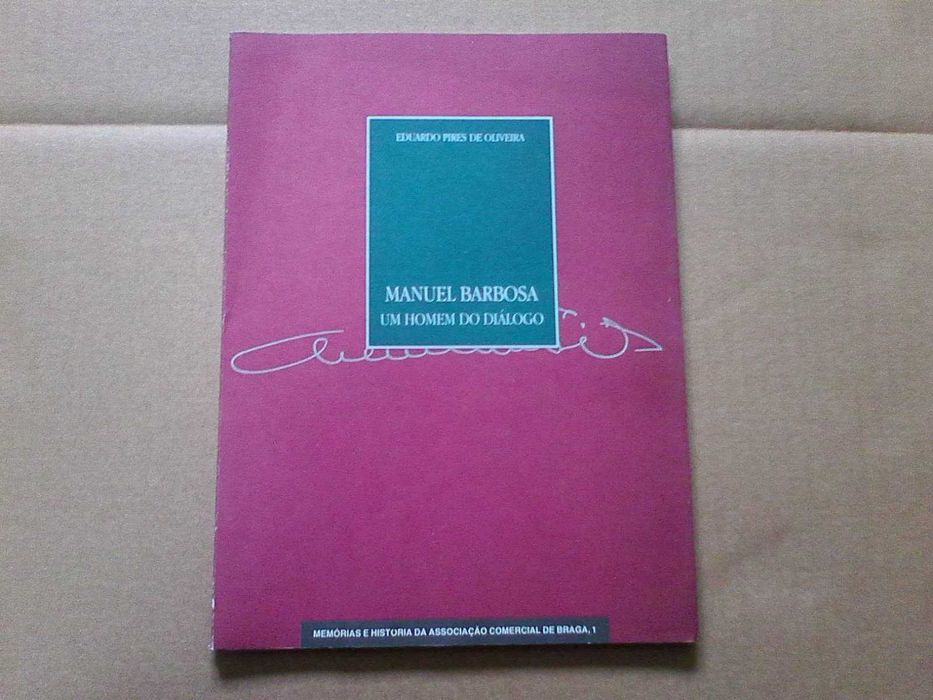 EDUARDO PIRES DE OLIVEIRA
MANUEL BARBOSA
UM HOMEM DO DIÁLOGO
MEMÓRIAS E HISTÓRIA DA ASSOCIAÇÃO COMERCIAL DE BRAGA, 1